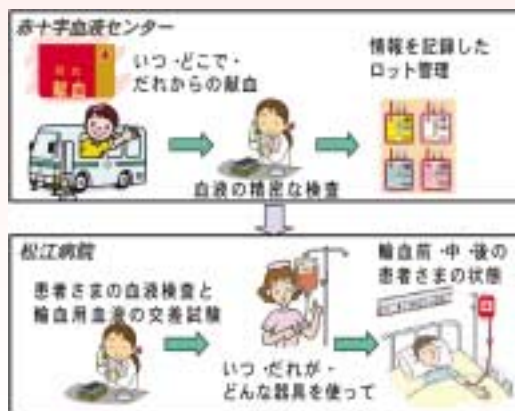 赤十字血液センター
献血
いつ・どこで・
だれからの献血
血液の精密な検査
情報を記録した
ロット管理
松江病院
患者さまの血液検査と
輸血用血液の交差試験
いつ・だれが・
どんな器具を使って
輸血前・中・後の
患者さまの状態